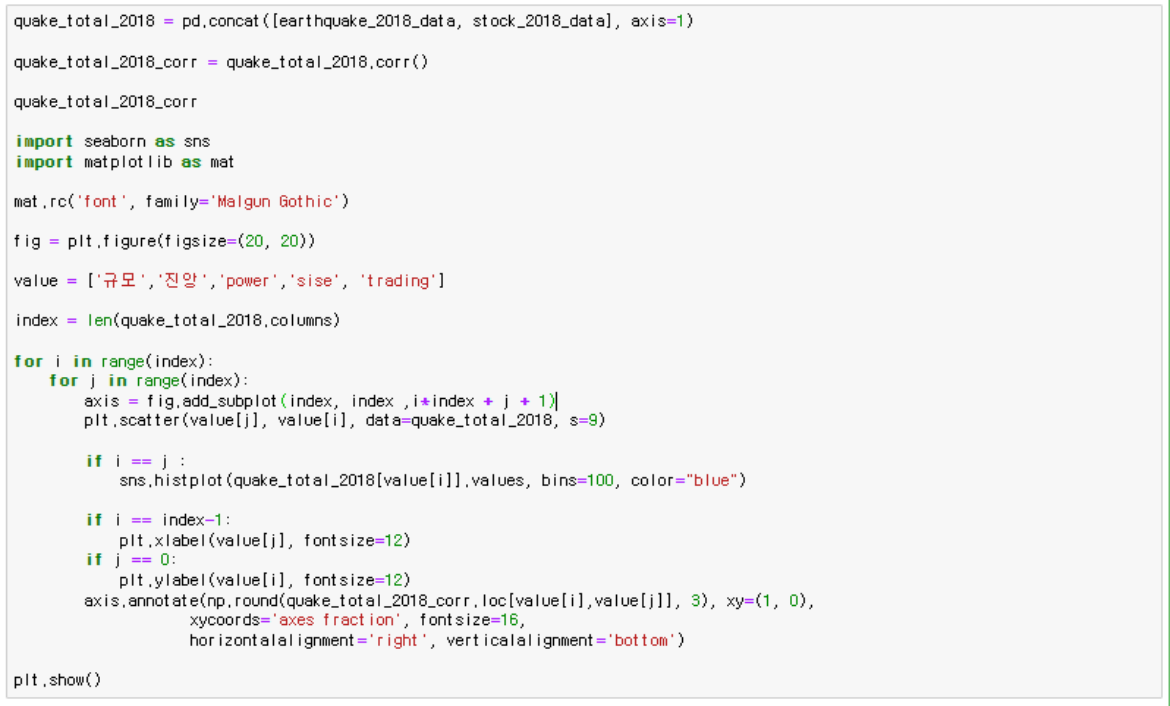 quake_total_2018 = pd.concat([earthquake_2018_data, stock_2018_data], axis=1)
quake_total_2018_corr = quake_total_2018.corr()
quake_total_2018_corr
import seaborn as sns
import matplotlib as mat
mat.rc('font', family='Malgun Gothic')
fig = plt.figure(figsize=(20, 20))
value = ['규모','진앙','power','sise', 'trading']
index = len(quake_total_2018.columns)
for i in range(index):
    for j in range(index):
        axis = fig.add_subplot(index, index ,i*index + j + 1)
        plt.scatter(value[j], value[i], data=quake_total_2018, s=9)
        if i == j :
            sns.histplot(quake_total_2018[value[i]].values, bins=100, color="blue")
        if i == index-1:
            plt.xlabel(value[j], fontsize=12)
        if j == 0:
            plt.ylabel(value[i], fontsize=12)
        axis.annotate(np.round(quake_total_2018_corr.loc[value[i],value[j]], 3), xy=(1, 0),
                    xycoords='axes fraction', fontsize=16,
                    horizontalalignment='right', verticalalignment='bottom')
plt.show()